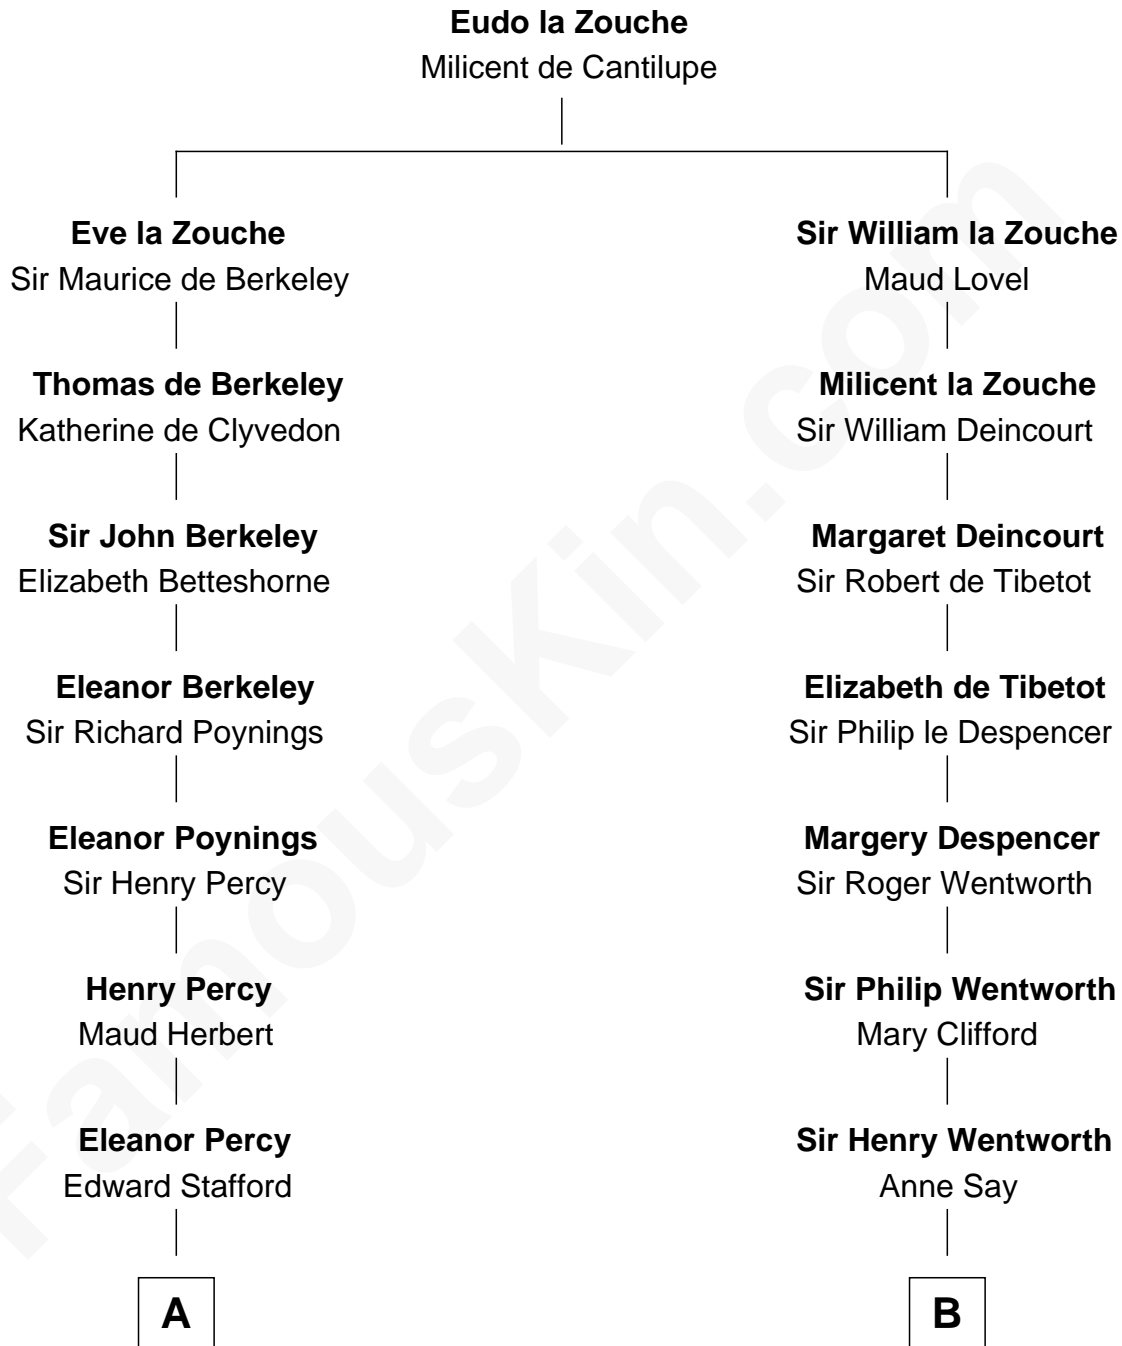 Eudo la Zouche
Milicent de Cantilupe
Eve la Zouche
Sir Maurice de Berkeley
Sir William la Zouche
Maud Lovel
Thomas de Berkeley
Katherine de Clyvedon
Milicent la Zouche
Sir William Deincourt
Sir John Berkeley
Elizabeth Betteshorne
Margaret Deincourt
Sir Robert de Tibetot
Eleanor Berkeley
Sir Richard Poynings
Elizabeth de Tibetot
Sir Philip le Despencer
Eleanor Poynings
Sir Henry Percy
Margery Despencer
Sir Roger Wentworth
Henry Percy
Maud Herbert
Sir Philip Wentworth
Mary Clifford
Eleanor Percy
Edward Stafford
Sir Henry Wentworth
Anne Say
A
B
FamousKin.com